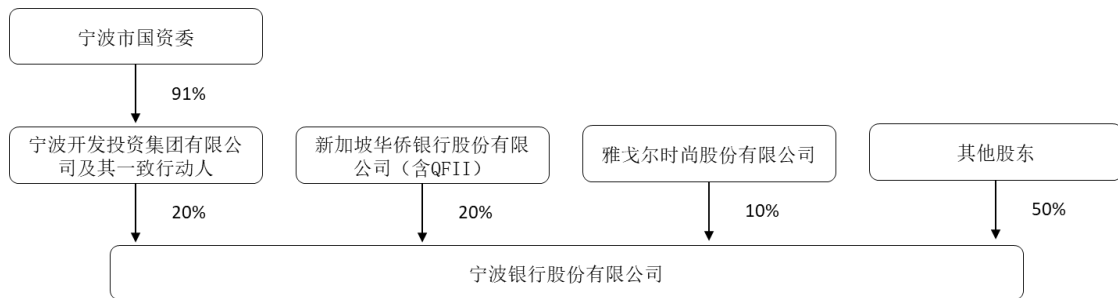 宁波市国资委
91%
宁波开发投资集团有限公
司及其一致行动人
新加坡华侨银行股份有限
公司（含QFII）
雅戈尔时尚股份有限公司
其他股东
20%
20%
10%
50%
宁波银行股份有限公司